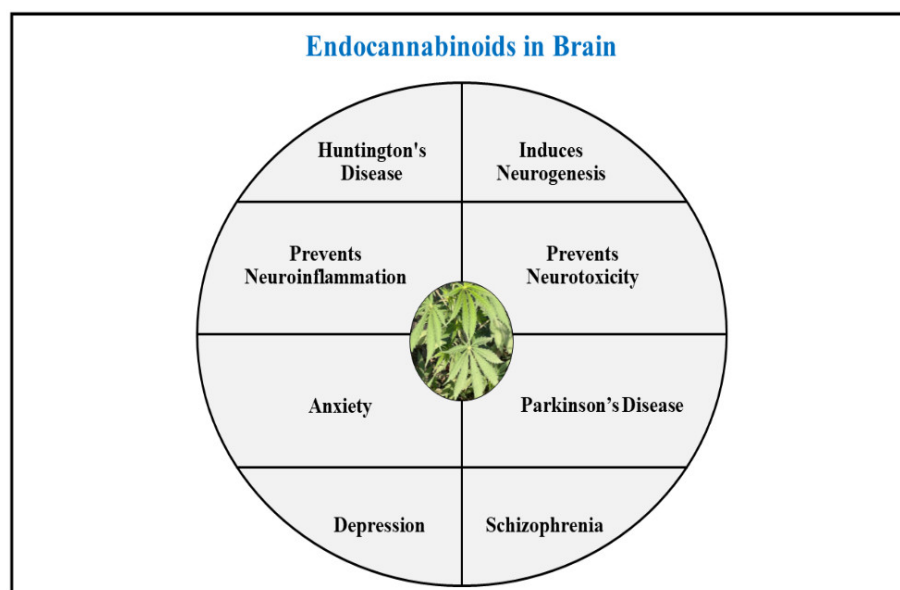 Endocannabinoids in Brain
Huntington's
Disease
Induces
Neurogenesis
Prevents
Neuroinflammation
Prevents
Neurotoxicity
Anxiety
Parkinson’s Disease
Depression
Schizophrenia